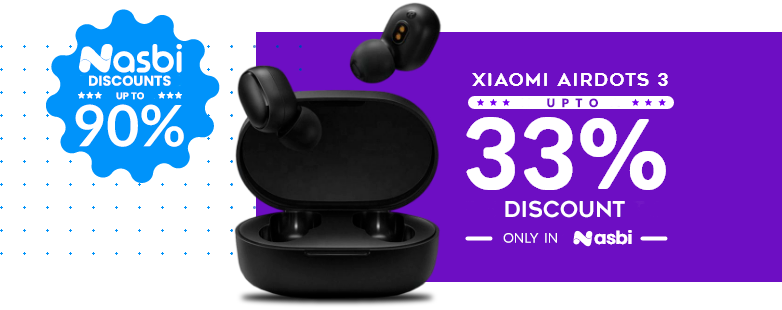 Nasbi
DISCOUNTS
★★★ UP TO ★★★
90%
XIAOMI AIRDOTS 3
★★★ UPTO ★★★
33%
DISCOUNT
ONLY IN Nasbi